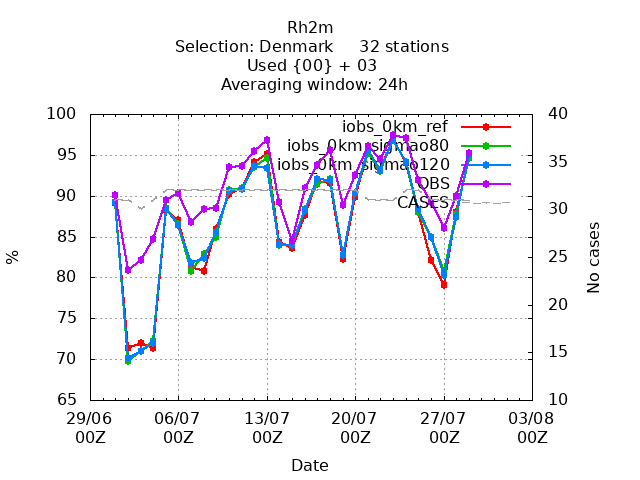 Rh2m
Selection: Denmark 32 stations
Used {00} + 03
Averaging window: 24h
100
95
90
85
80
75
70
65
%
40
35
30
25
20
15
10
No cases
iobs_0km_ref
iobs_0km_sigmao80
iobs_0km_sigmao120
OBS
CASES
29/06 06/07 13/07 20/07 27/07 03/08
00Z 00Z 00Z 00Z 00Z 00Z
Date